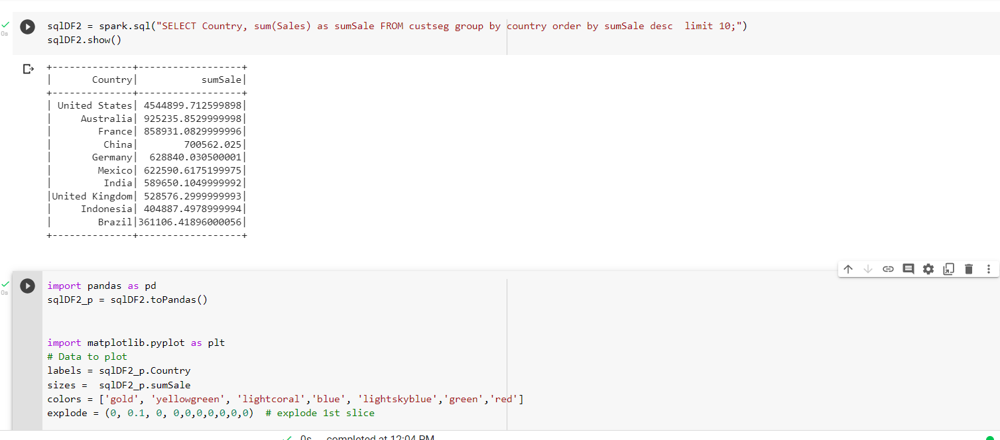 sqlDF2 = spark.sql("SELECT Country, sum(Sales) as sumSale FROM custseg group by country order by sumSale desc  limit 10;")
0s
sqlDF2.show()
+--------------+------------------+
|       Country|           sumSale|
+--------------+------------------+
| United States| 4544899.712599898|
|     Australia| 925235.8529999998|
|        France| 858931.0829999996|
|         China|        700562.025|
|       Germany|  628840.030500001|
|        Mexico| 622590.6175199975|
|         India| 589650.1049999992|
|United Kingdom| 528576.2999999993|
|     Indonesia| 404887.4978999994|
|        Brazil|361106.41896000056|
+--------------+------------------+
import pandas as pd
0s
sqlDF2_p = sqlDF2.toPandas()
import matplotlib.pyplot as plt
# Data to plot
labels = sqlDF2_p.Country
sizes =  sqlDF2_p.sumSale
colors = ['gold', 'yellowgreen', 'lightcoral','blue', 'lightskyblue','green','red']
explode = (0, 0.1, 0, 0,0,0,0,0,0,0)  # explode 1st slice
0s completed at 12:04 PM